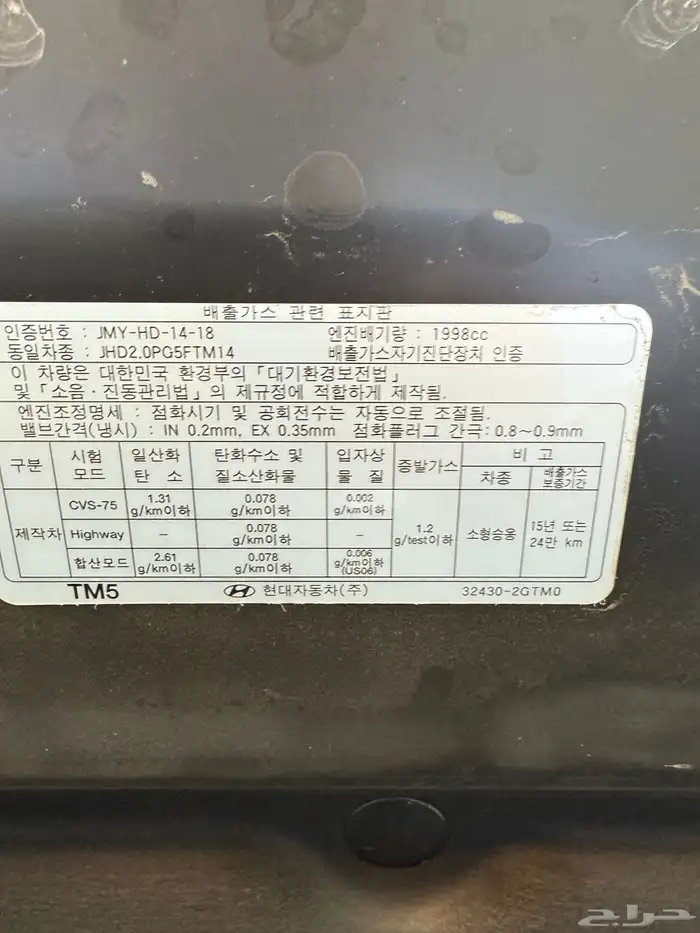 배출가스 관련 표지판
인증번호 : JMY-HD-14-18 엔진배기량 : 1998cc
동일차종 : JHD2.0PG5FTM14 배출가스자기진단장치 인증
이 차량은 대한민국 환경부의 「대기환경보전법」
및 「소음·진동관리법」의 제규정에 적합하게 제작됨.
엔진조정명세 : 점화시기 및 공회전수는 자동으로 조절됨.
밸브간격(냉시) : IN 0.2mm, EX 0.35mm 점화플러그 간극: 0.8~0.9mm
구분 시험 모드 일산화 탄 소 탄화수소 및 질소산화물 입자상 물 질 증발가스 비 고
차종 배출가스 보증기간
제작차 CVS-75 1.31 g/km이하 0.078 g/km이하 0.002 g/km이하 1.2 g/test이하 소형승용 15년 또는 24만 km
Highway - 0.078 g/km이하 -
합산모드 2.61 g/km이하 0.078 g/km이하 0.006 g/km이하 (US06)
TM5 현대자동차(주) 32430-2GTM0
حراج